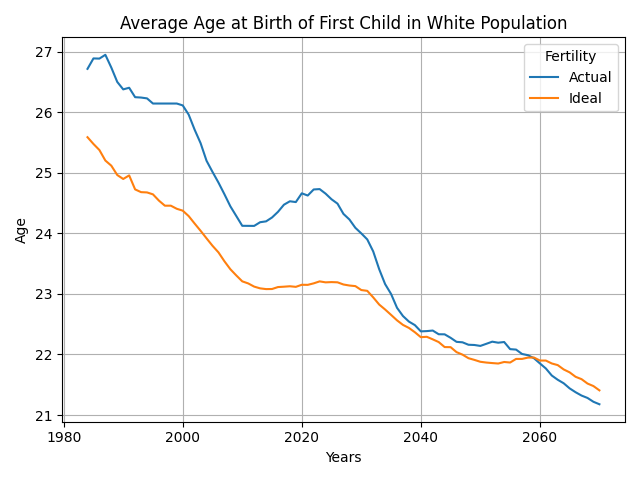 Average Age at Birth of First Child in White Population
Fertility
Actual
Ideal
Age
27
26
25
24
23
22
21
1980 2000 2020 2040 2060
Years